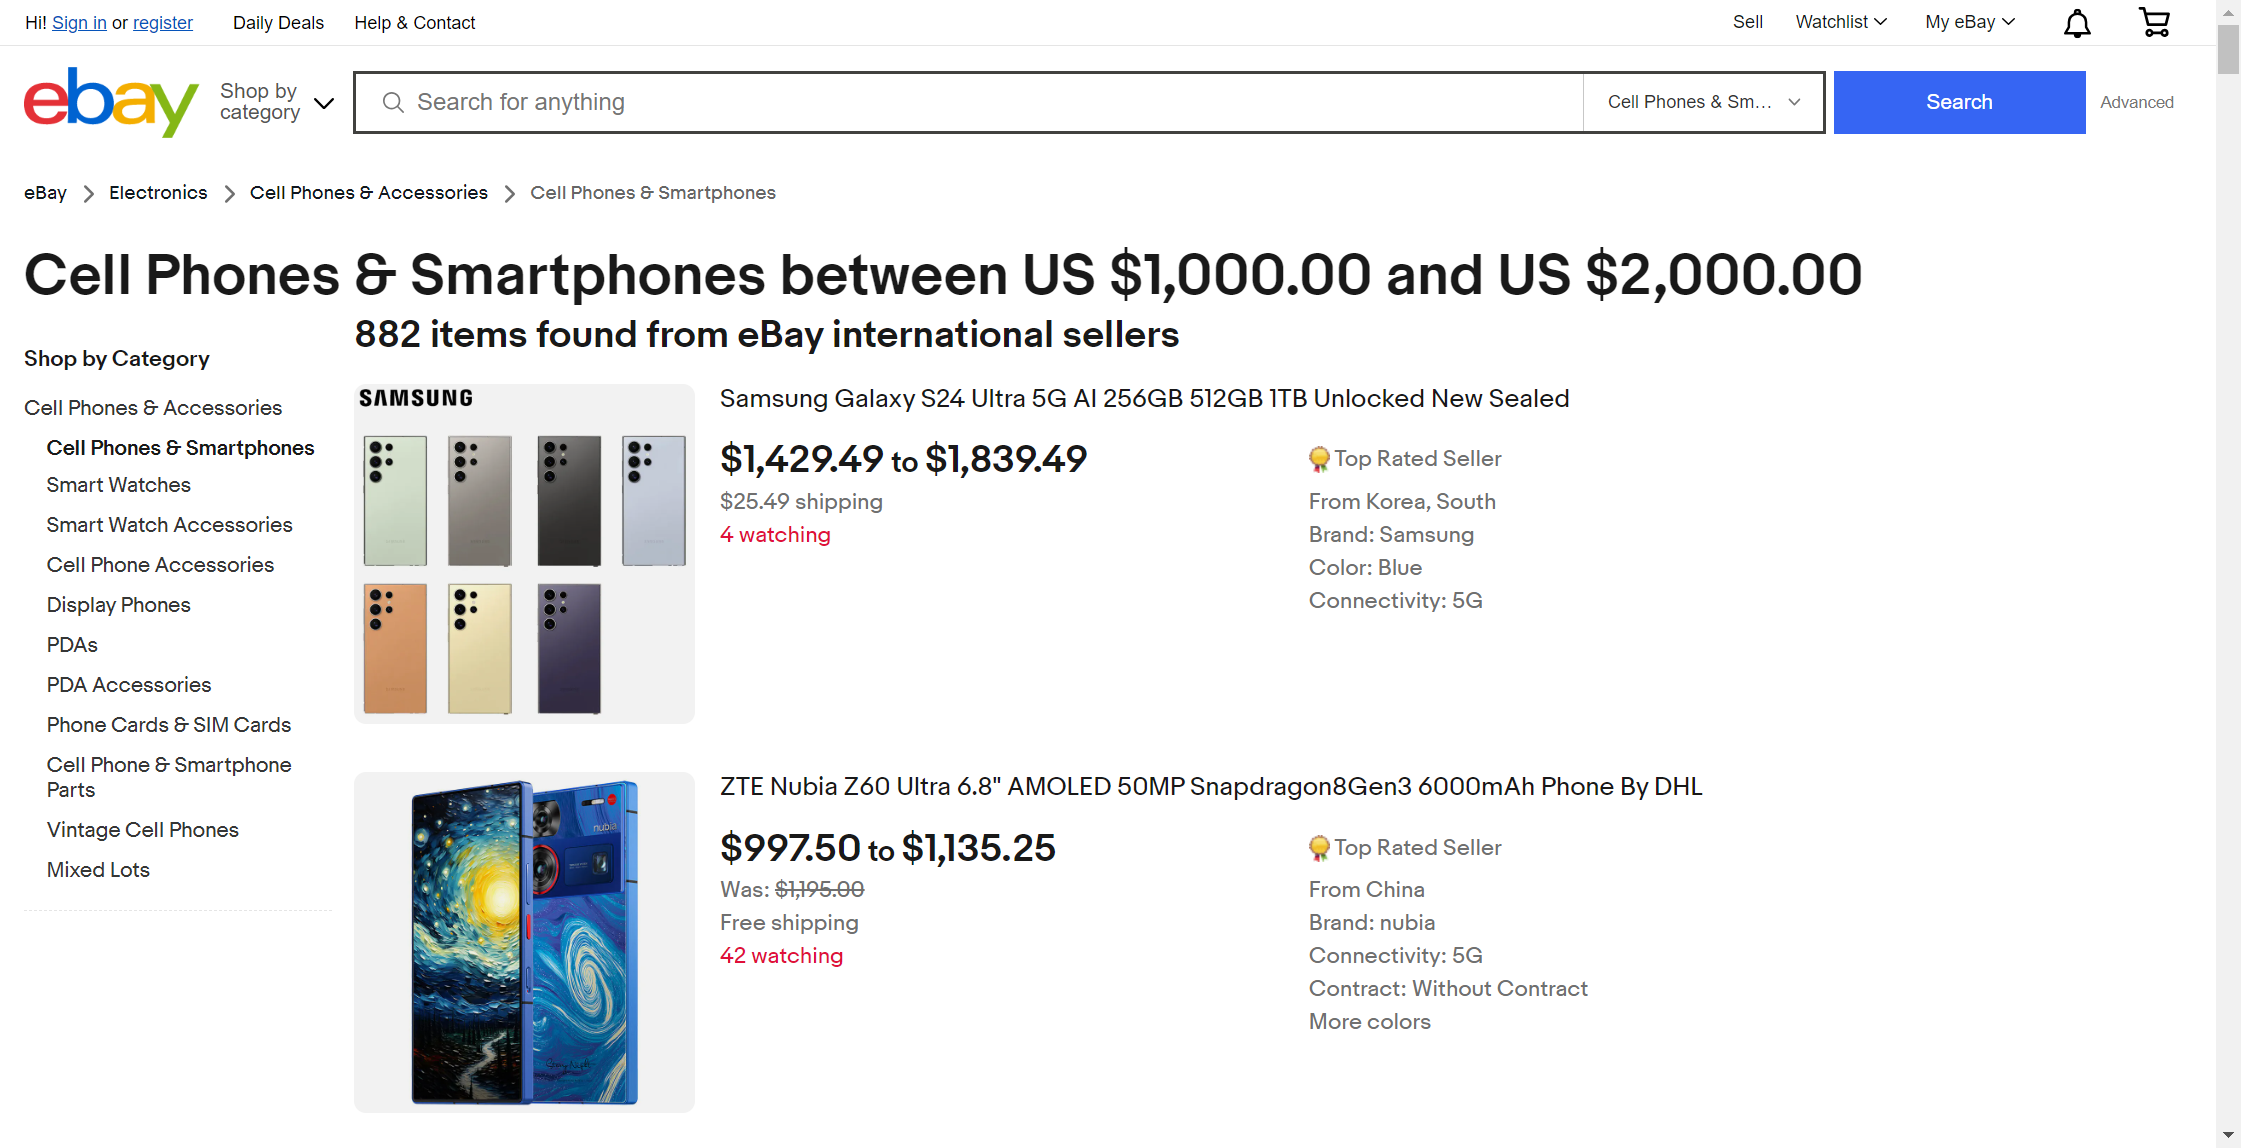 Hi! Sign in or register Daily Deals Help & Contact Sell Watchlist My eBay
ebay
Shop by
category
Search for anything
Cell Phones & Sm...
Search
Advanced
eBay Electronics Cell Phones & Accessories Cell Phones & Smartphones
Cell Phones & Smartphones between US $1,000.00 and US $2,000.00
882 items found from eBay international sellers
Shop by Category
Cell Phones & Accessories
Cell Phones & Smartphones
Smart Watches
Smart Watch Accessories
Cell Phone Accessories
Display Phones
PDAs
PDA Accessories
Phone Cards & SIM Cards
Cell Phone & Smartphone
Parts
Vintage Cell Phones
Mixed Lots
SAMSUNG
Samsung Galaxy S24 Ultra 5G AI 256GB 512GB 1TB Unlocked New Sealed
$1,429.49 to $1,839.49
$25.49 shipping
4 watching
Top Rated Seller
From Korea, South
Brand: Samsung
Color: Blue
Connectivity: 5G
nubia
ZTE Nubia Z60 Ultra 6.8" AMOLED 50MP Snapdragon8Gen3 6000mAh Phone By DHL
$997.50 to $1,135.25
Was: $1,195.00
Free shipping
42 watching
Top Rated Seller
From China
Brand: nubia
Connectivity: 5G
Contract: Without Contract
More colors